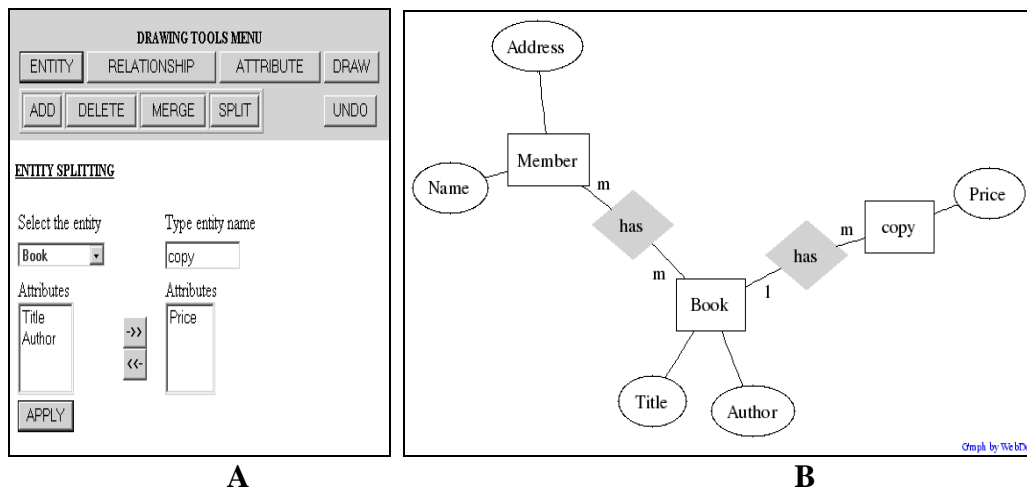 DRAWING TOOLS MENU
ENTITY RELATIONSHIP ATTRIBUTE DRAW
ADD DELETE MERGE SPLIT UNDO
ENTITY SPLITTING
Select the entity Type entity name
Book copy
Attributes Attributes
Title Price
Author
->>
<<-
APPLY
A
Address
Member
Name
m
has
m
Price
copy
m
has
1
Book
Title
Author
by WebD
B